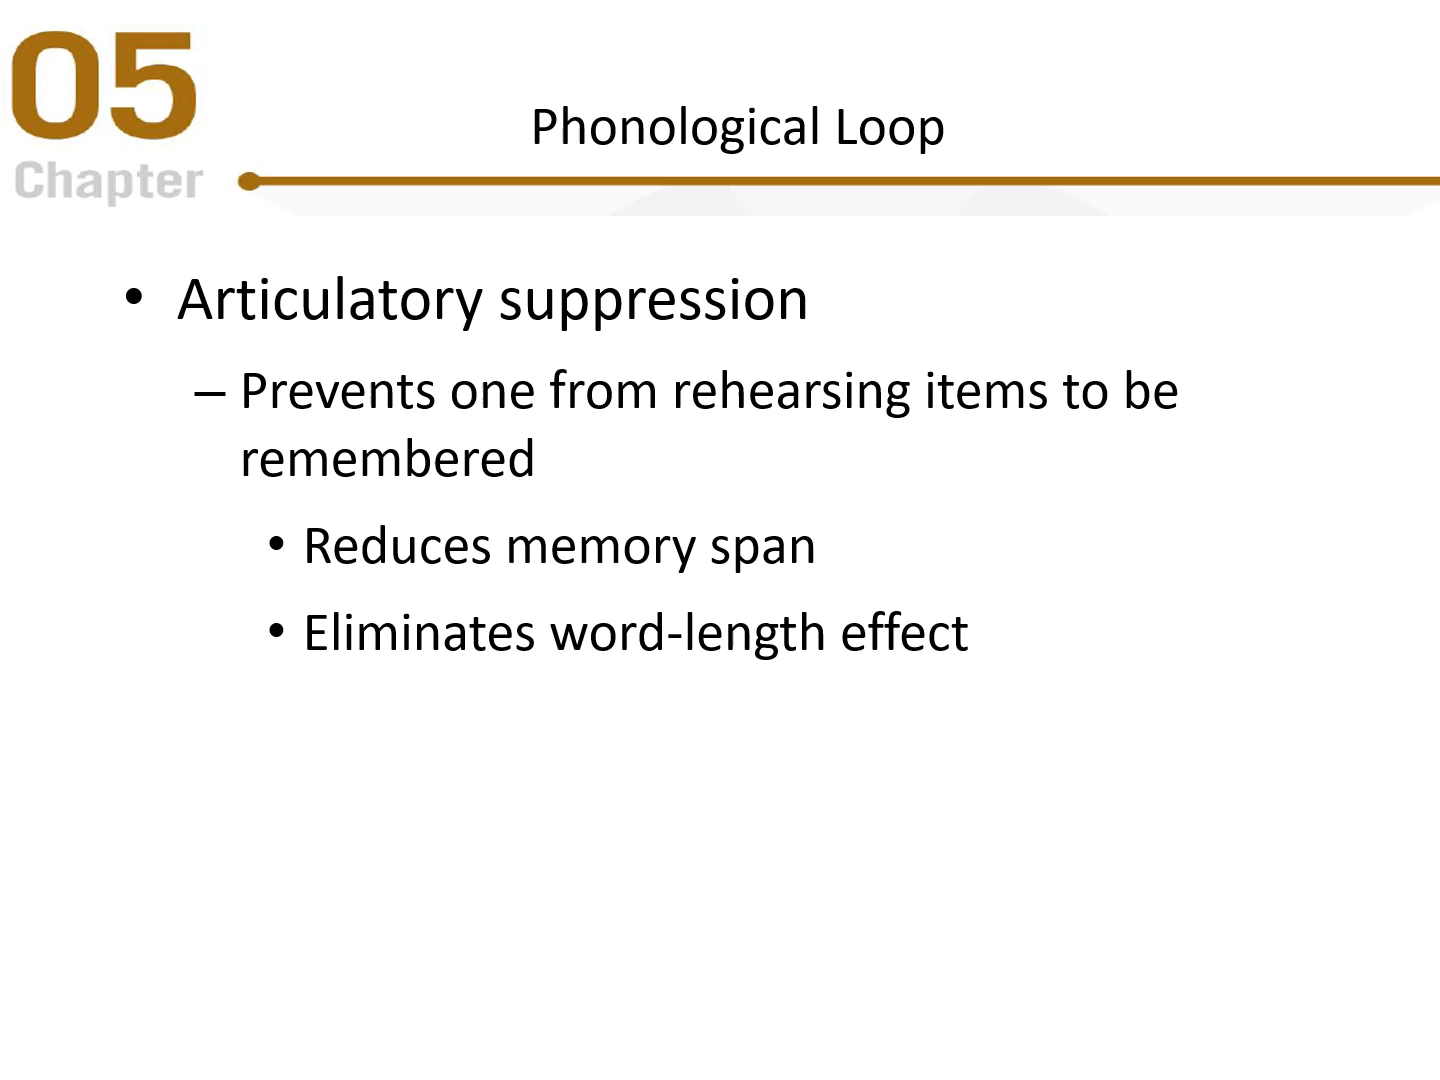 05
Chapter
Phonological Loop
• Articulatory suppression
– Prevents one from rehearsing items to be
remembered
• Reduces memory span
• Eliminates word-length effect